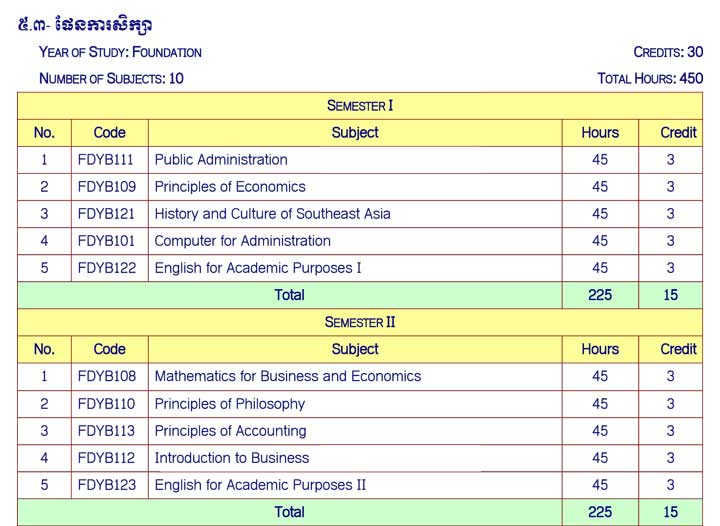 ៥.៣- ផែនការសិក្សា
YEAR OF STUDY: FOUNDATION CREDITS: 30
NUMBER OF SUBJECTS: 10 TOTAL HOURS: 450
SEMESTER I
No. Code Subject Hours Credit
1 FDYB111 Public Administration 45 3
2 FDYB109 Principles of Economics 45 3
3 FDYB121 History and Culture of Southeast Asia 45 3
4 FDYB101 Computer for Administration 45 3
5 FDYB122 English for Academic Purposes I 45 3
Total 225 15
SEMESTER II
No. Code Subject Hours Credit
1 FDYB108 Mathematics for Business and Economics 45 3
2 FDYB110 Principles of Philosophy 45 3
3 FDYB113 Principles of Accounting 45 3
4 FDYB112 Introduction to Business 45 3
5 FDYB123 English for Academic Purposes II 45 3
Total 225 15